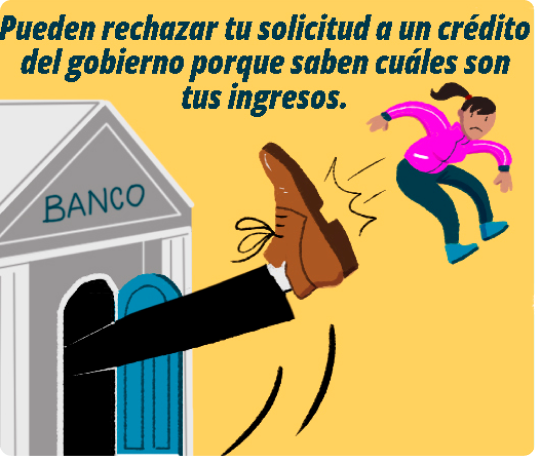 Pueden rechazar tu solicitud a un crédito
del gobierno porque saben cuáles son
tus ingresos.
BANCO